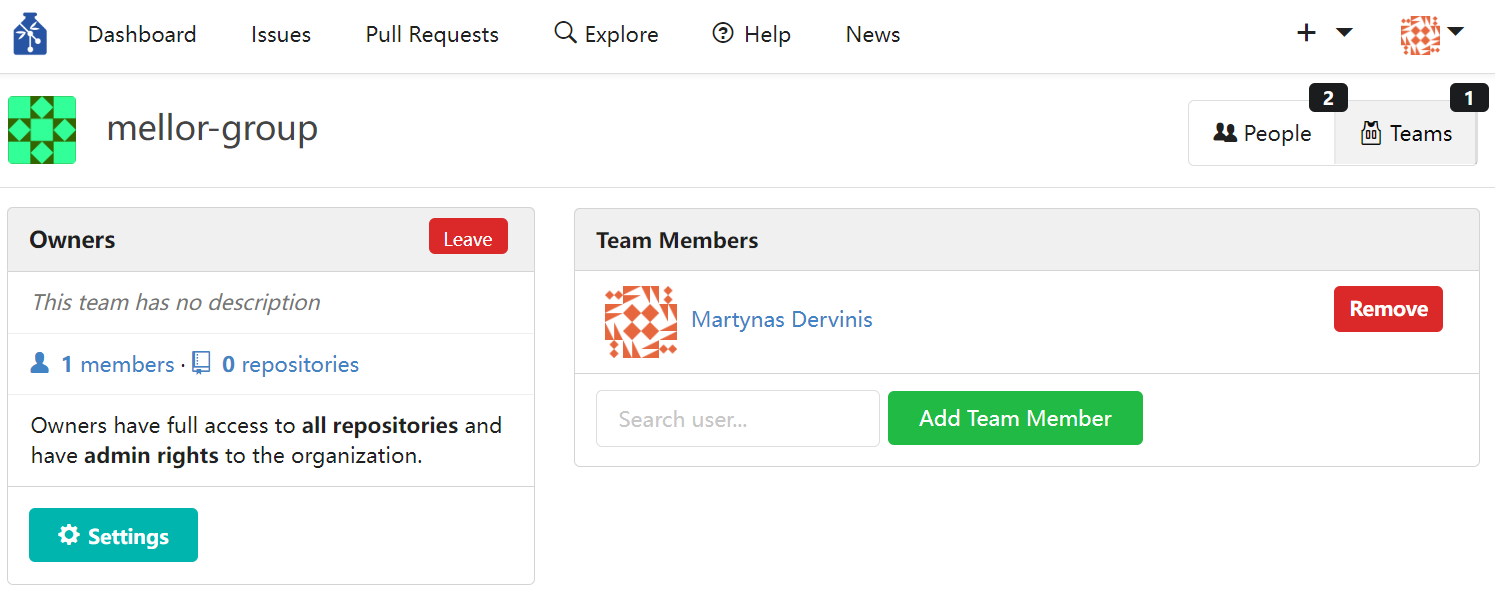 Dashboard Issues Pull Requests Explore Help News
mellor-group
People 2 Teams 1
Owners Leave
This team has no description
1 members · 0 repositories
Owners have full access to all repositories and
have admin rights to the organization.
Settings
Team Members
Martynas Dervinis Remove
Search user... Add Team Member